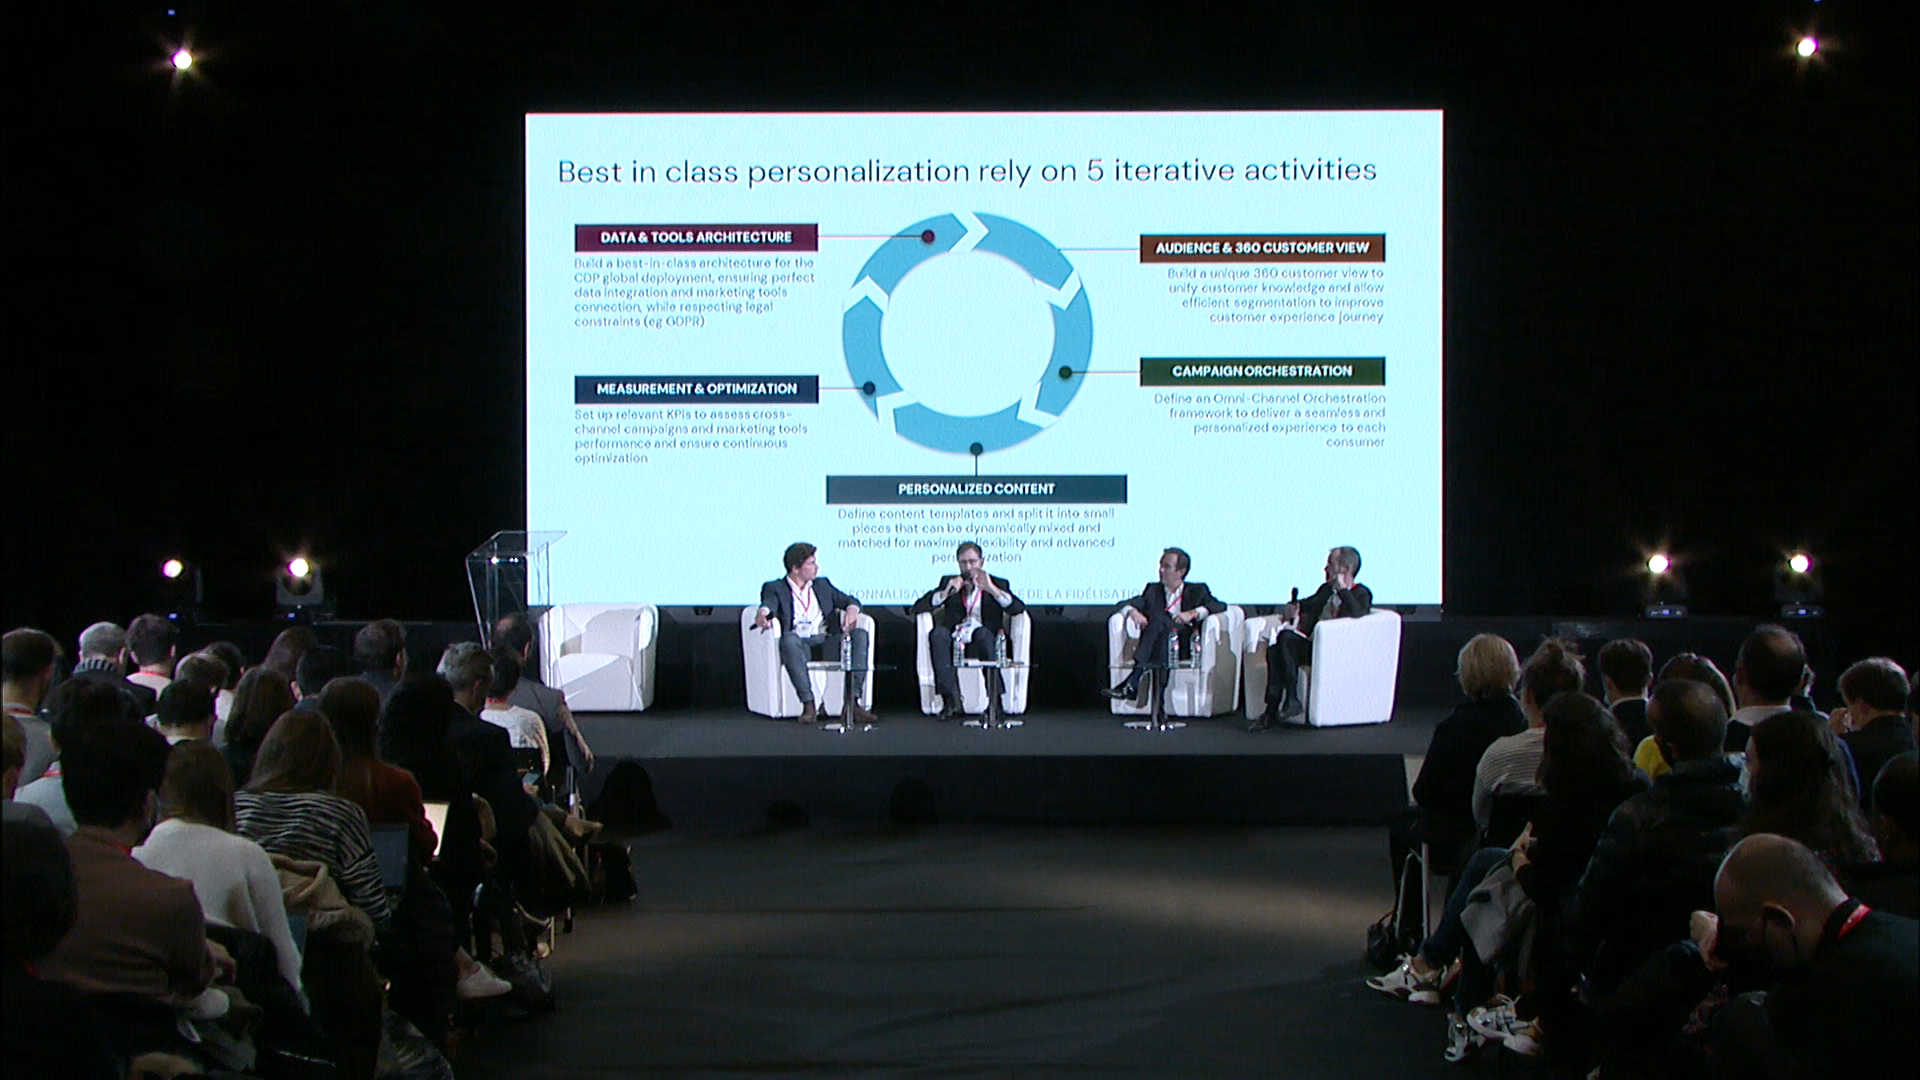 Best in class personalization rely on 5 iterative activities
DATA & TOOLS ARCHITECTURE
Build a best-in-class architecture for the
CDP global deployment, ensuring perfect
data integration and marketing tools
connection, while respecting legal
constraints (eg GDPR)
AUDIENCE & 360 CUSTOMER VIEW
Build a unique 360 customer view to
unify customer knowledge and allow
efficient segmentation to improve
customer experience journey
MEASUREMENT & OPTIMIZATION
Set up relevant KPIs to assess cross-
channel campaigns and marketing tools
performance and ensure continuous
optimization
CAMPAIGN ORCHESTRATION
Define an Omni-Channel Orchestration
framework to deliver a seamless and
personalized experience to each
consumer
PERSONALIZED CONTENT
Define content templates and split it into small
pieces that can be dynamically mixed and
matched for maximum flexibility and advanced
DE LA